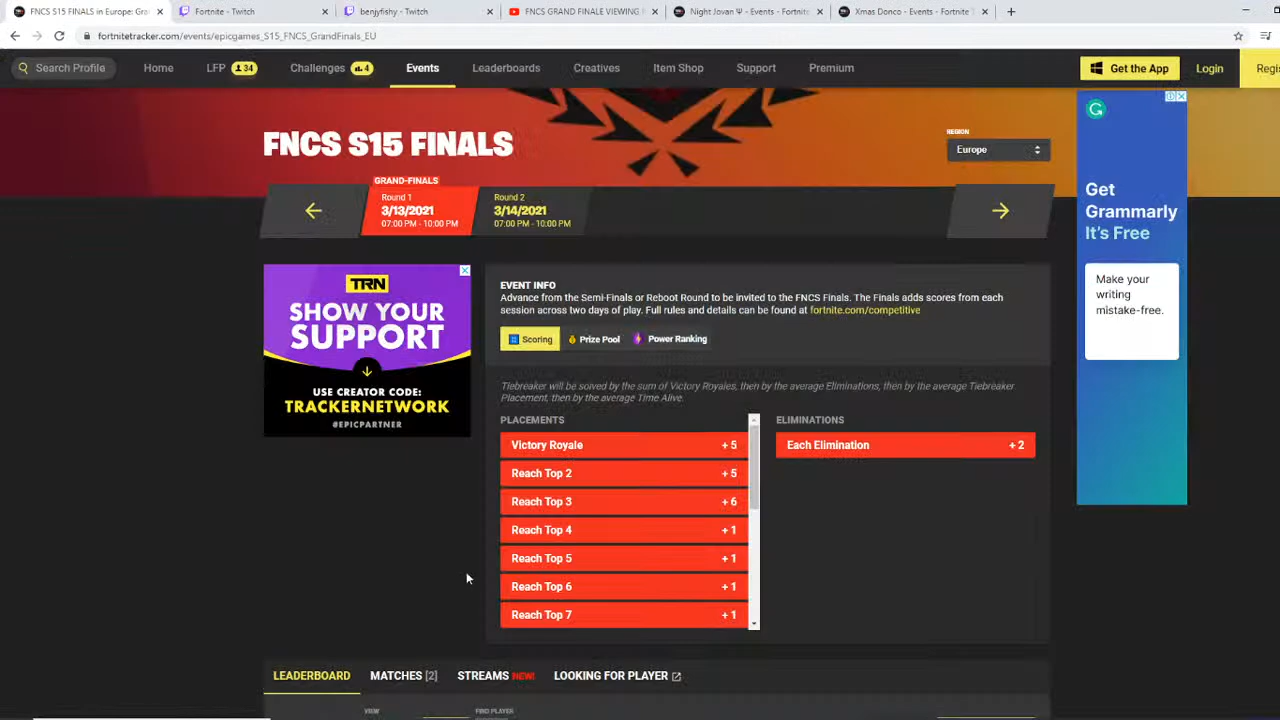 FNCS S15 FINALS in Europe: Gra
Fortnite - Twitch
benjyfishy - Twitch
FNCS GRAND FINALE VIEWING P
Night Jovan Ψ - Events - Fortnite
Xmas Donco - Events - Fortnite T
fortnitetracker.com/events/epicgames_S15_FNCS_GrandFinals_EU
Search Profile
Home
LFP 34
Challenges 4
Events
Leaderboards
Creatives
Item Shop
Support
Premium
Get the App
Login
Regi
FNCS S15 FINALS
REGION
Europe
GRAND-FINALS
Round 1
3/13/2021
07:00 PM - 10:00 PM
Round 2
3/14/2021
07:00 PM - 10:00 PM
TRN
SHOW YOUR
SUPPORT
USE CREATOR CODE:
TRACKERNETWORK
#EPICPARTNER
EVENT INFO
Advance from the Semi-Finals or Reboot Round to be invited to the FNCS Finals. The Finals adds scores from each
session across two days of play. Full rules and details can be found at fortnite.com/competitive
Scoring
Prize Pool
Power Ranking
Tiebreaker will be solved by the sum of Victory Royales, then by the average Eliminations, then by the average Tiebreaker
Placement, then by the average Time Alive.
PLACEMENTS
Victory Royale + 5
Reach Top 2 + 5
Reach Top 3 + 6
Reach Top 4 + 1
Reach Top 5 + 1
Reach Top 6 + 1
Reach Top 7 + 1
ELIMINATIONS
Each Elimination + 2
Get
Grammarly
It's Free
Make your
writing
mistake-free.
LEADERBOARD
MATCHES [2]
STREAMS NEW!
LOOKING FOR PLAYER
VIEW
FIND PLAYER